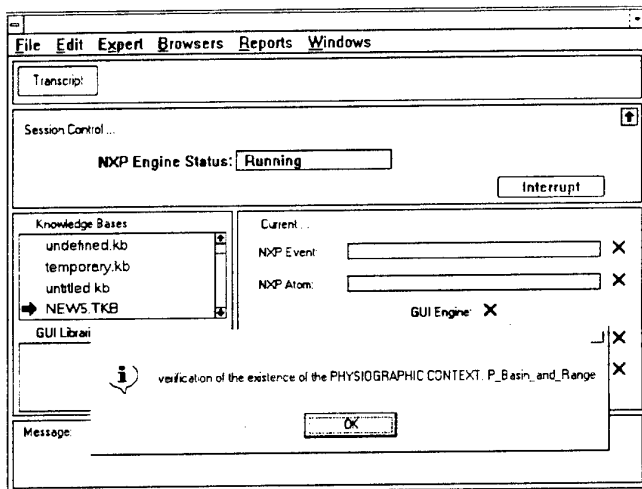 File Edit Expert Browsers Reports Windows
Transcript
Session Control ...
NXP Engine Status: Running
Interrupt
Knowledge Bases
undefined.kb
temporary.kb
untitled.kb
NEWS.TKB
GUI Librari
Current ...
NXP Event:
NXP Atom:
GUI Engine:
verification of the existence of the PHYSIOGRAPHIC CONTEXT. P_Basin_and_Range
OK
Message: